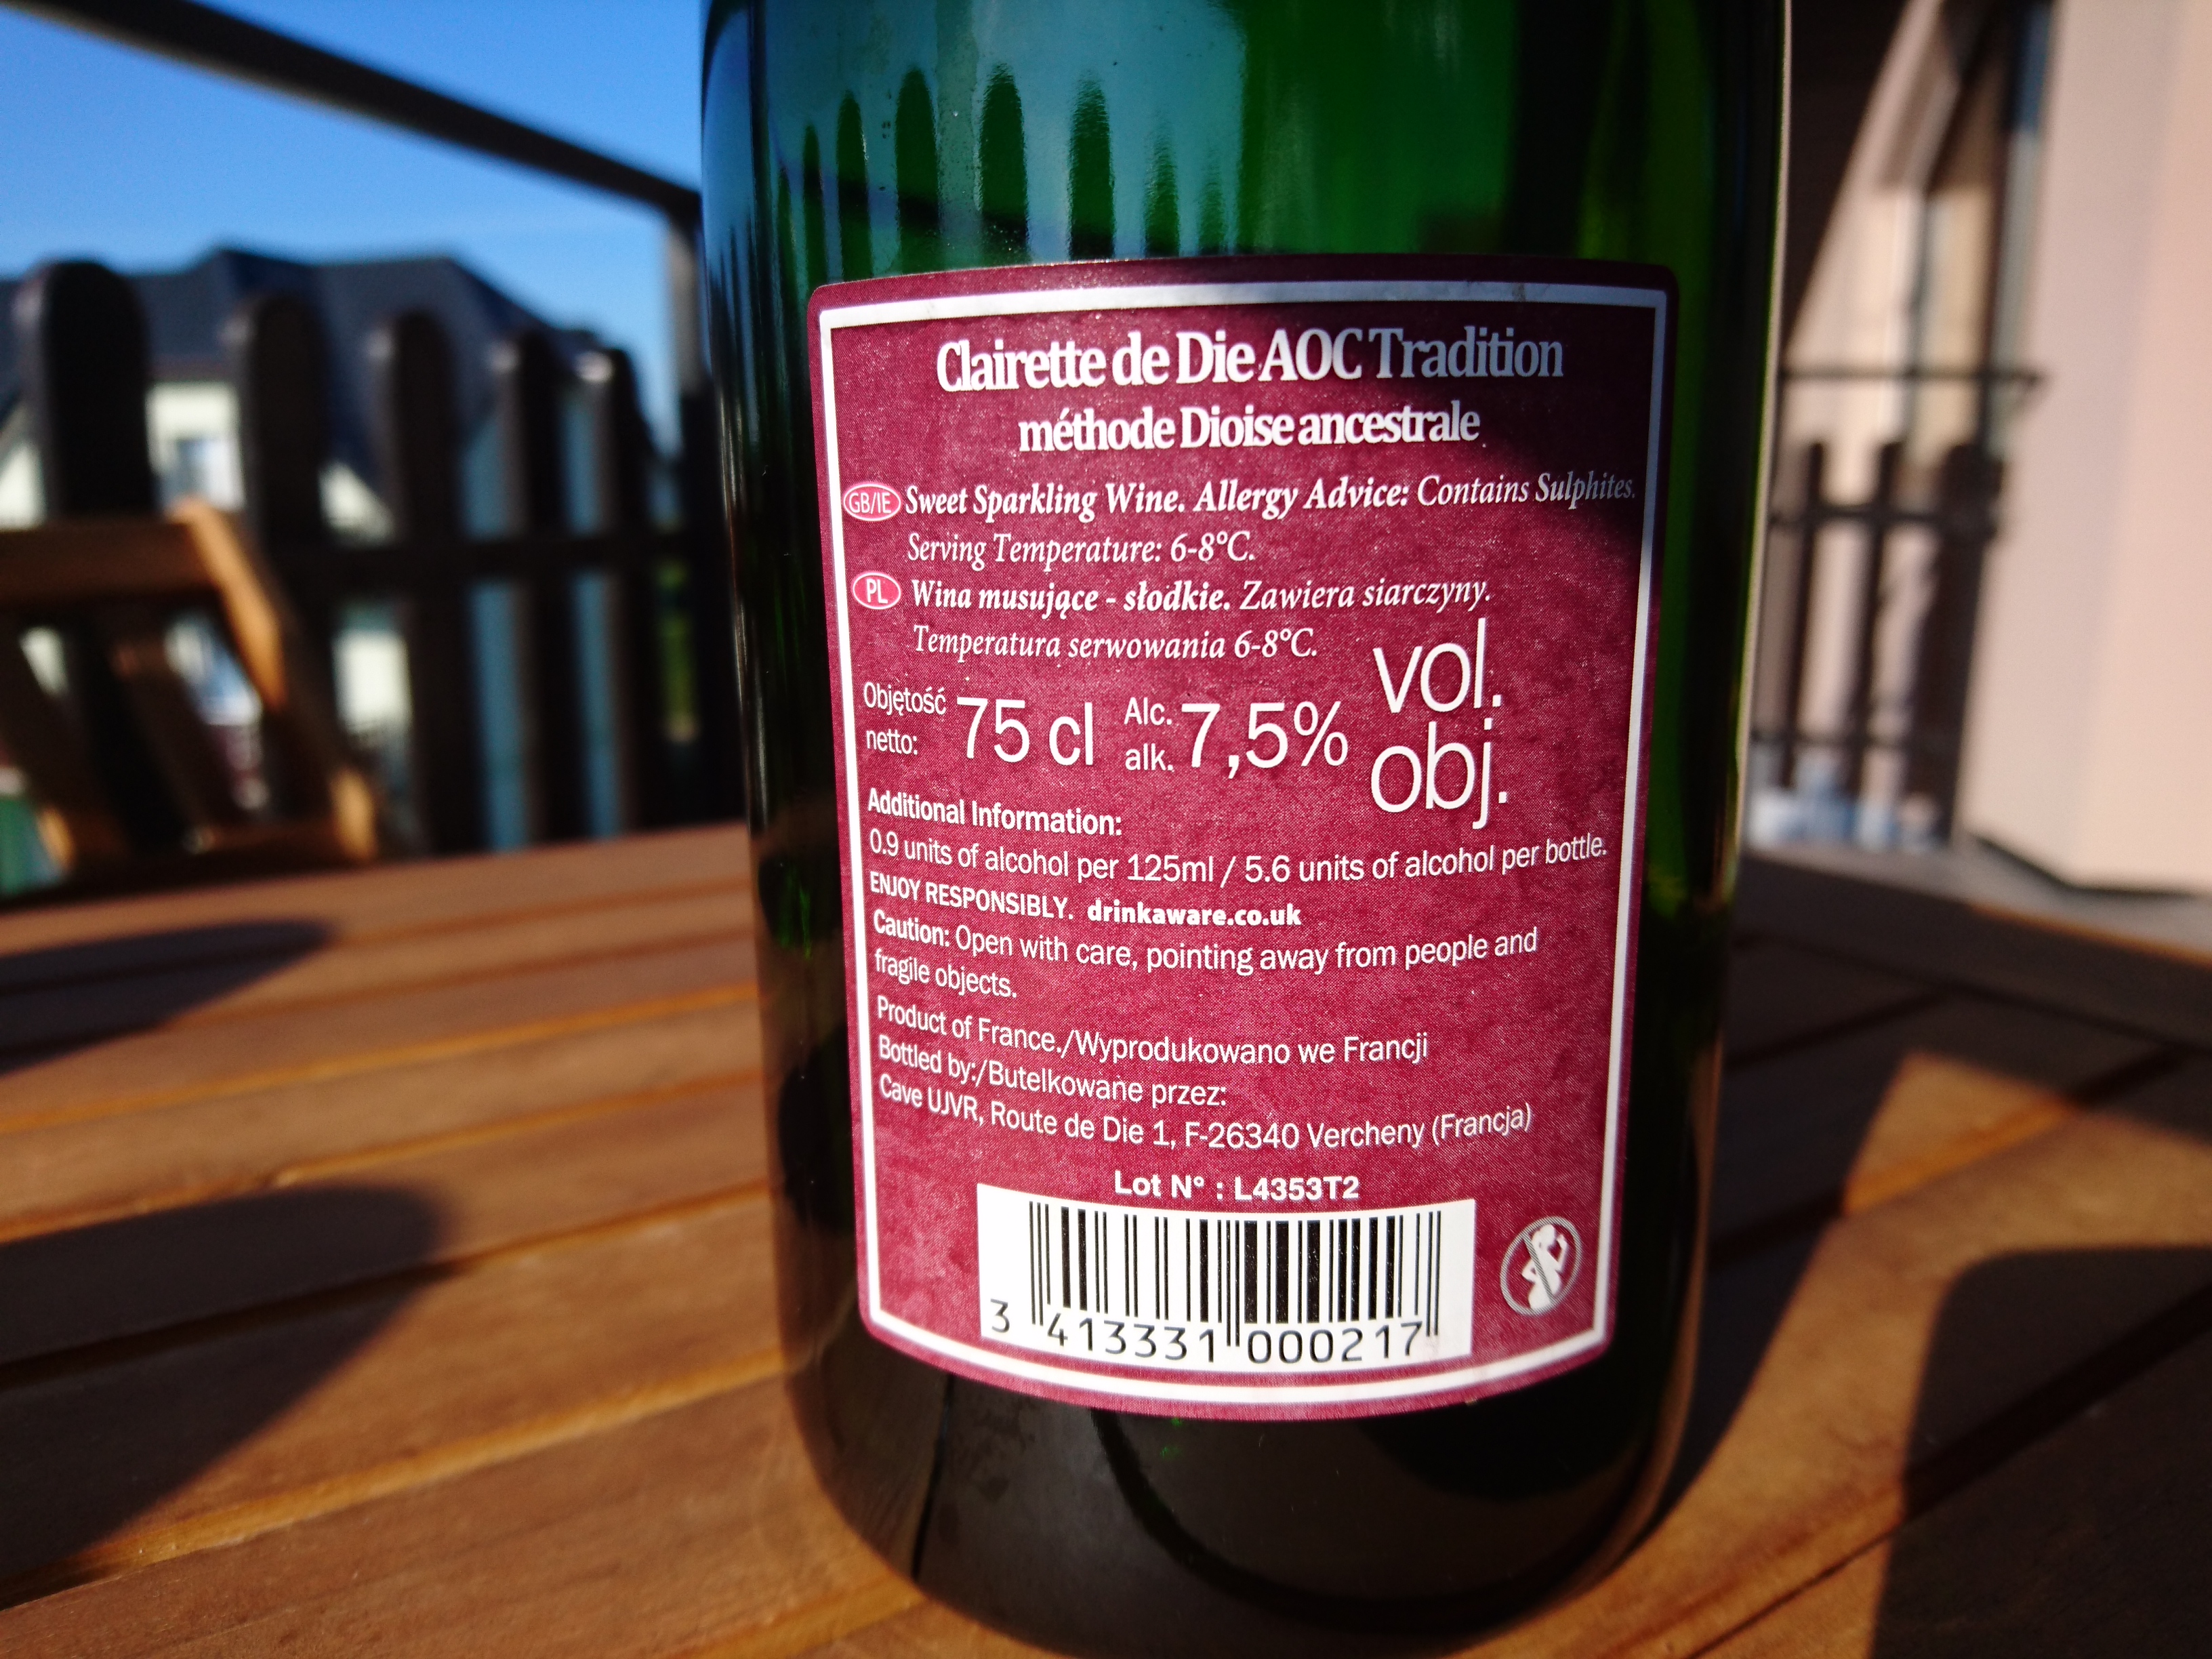 Clairette de Die AOC Tradition
méthode Dioise ancestrale
GB/IE Sweet Sparkling Wine. Allergy Advice: Contains Sulphites.
Serving Temperature: 6-8°C.
PL Wina musujące - słodkie. Zawiera siarczyny.
Temperatura serwowania 6-8°C.
Objętość netto: 75 cl Alc. alk. 7,5% vol. obj.
Additional Information:
0.9 units of alcohol per 125ml / 5.6 units of alcohol per bottle.
ENJOY RESPONSIBLY. drinkaware.co.uk
Caution: Open with care, pointing away from people and
fragile objects.
Product of France./Wyprodukowano we Francji
Bottled by:/Butelkowane przez:
Cave UJVR, Route de Die 1, F-26340 Vercheny (Francja)
Lot N° : L4353T2
3 413331 000217